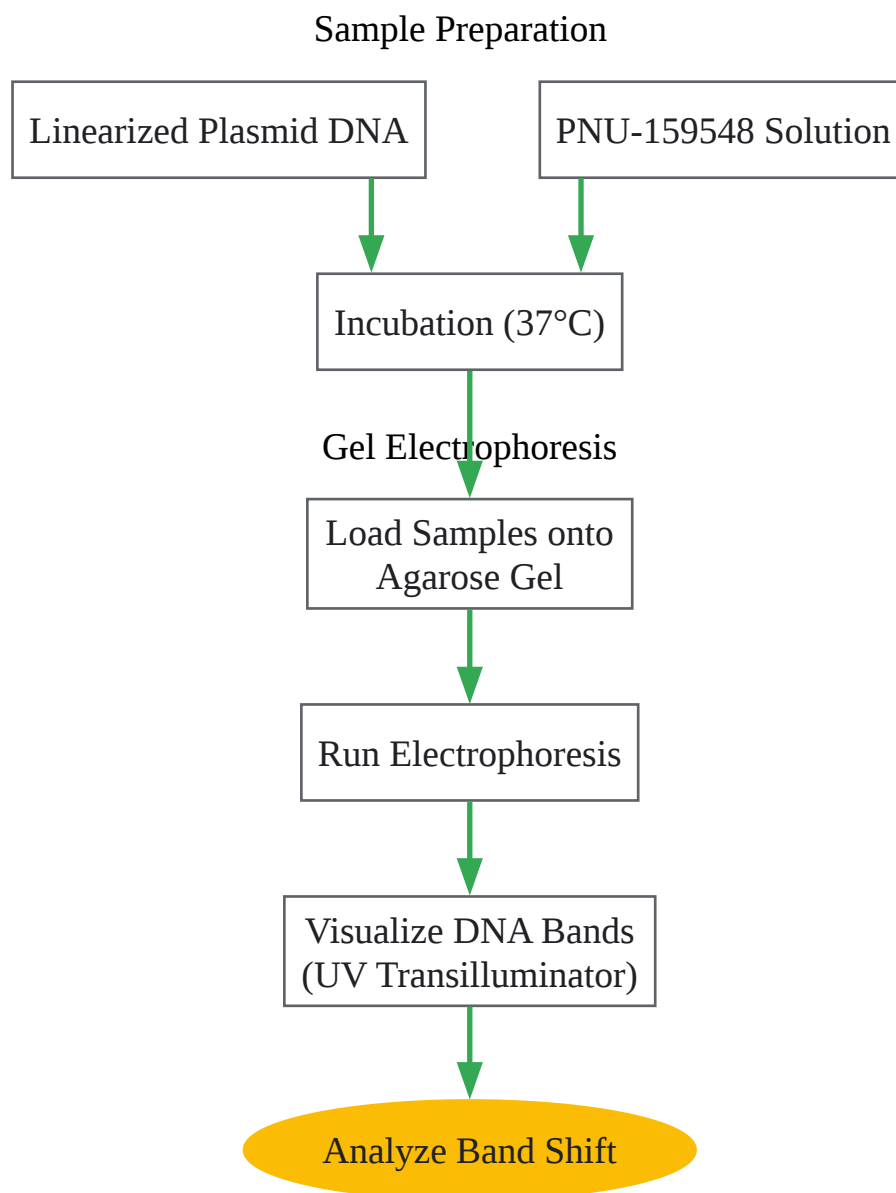 Sample Preparation
Linearized Plasmid DNA
PNU-159548 Solution
Incubation (37°C)
Gel Electrophoresis
Load Samples onto
Agarose Gel
Run Electrophoresis
Visualize DNA Bands
(UV Transilluminator)
Analyze Band Shift